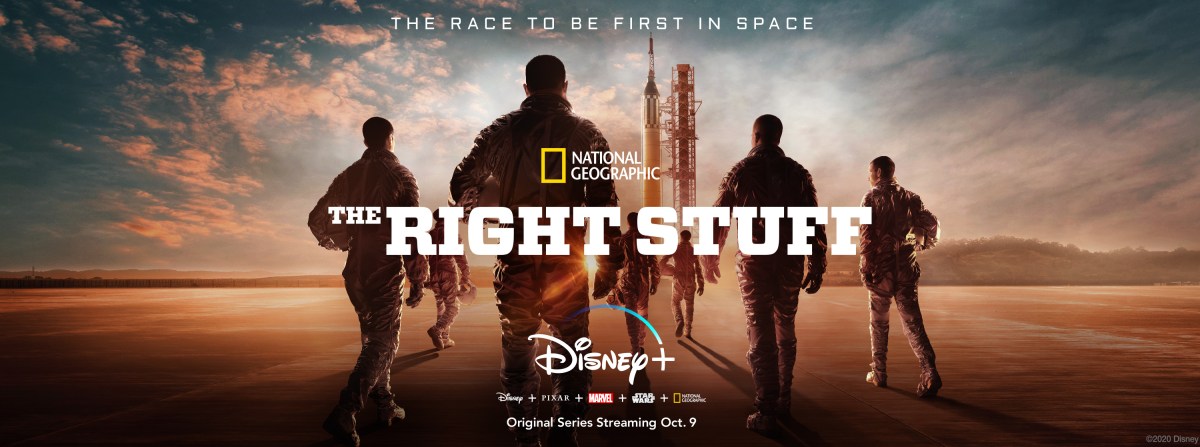 THE RACE TO BE FIRST IN SPACE
NATIONAL
GEOGRAPHIC
THE RIGHT STUFF
Disney+
Disney + PIXAR + MARVEL + STAR WARS + NATIONAL GEOGRAPHIC
Original Series Streaming Oct. 9
©2020 Disney